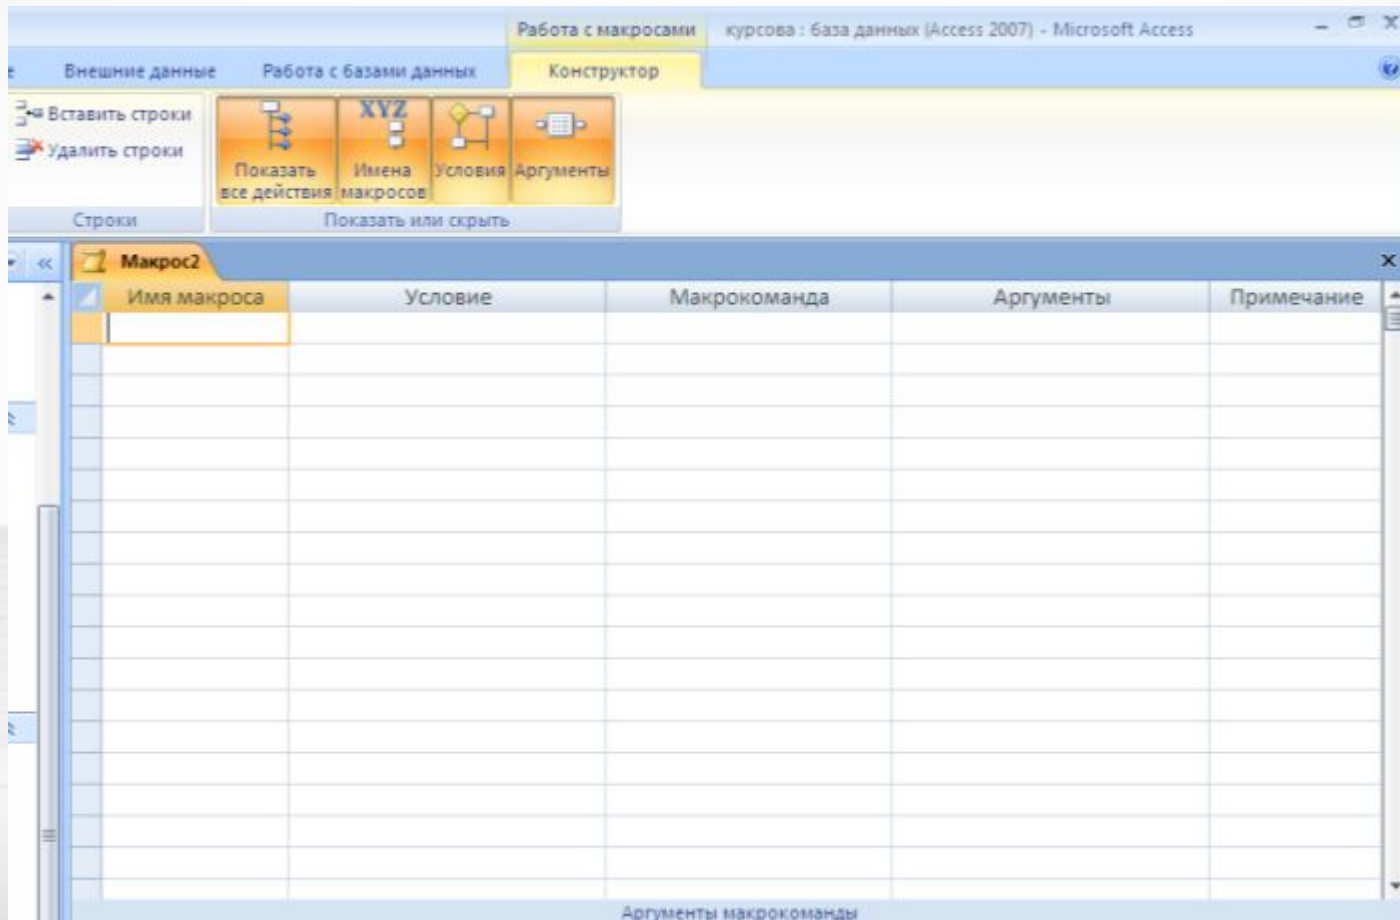 Работа с макросами курсова : база данных (Access 2007) - Microsoft Access
е Внешние данные Работа с базами данных Конструктор
Вставить строки
Удалить строки
XYZ
Показать все действия
Имена макросов
Условия
Аргументы
Строки
Показать или скрыть
Макрос2
Имя макроса Условие Макрокоманда Аргументы Примечание
Аргументы макрокоманды